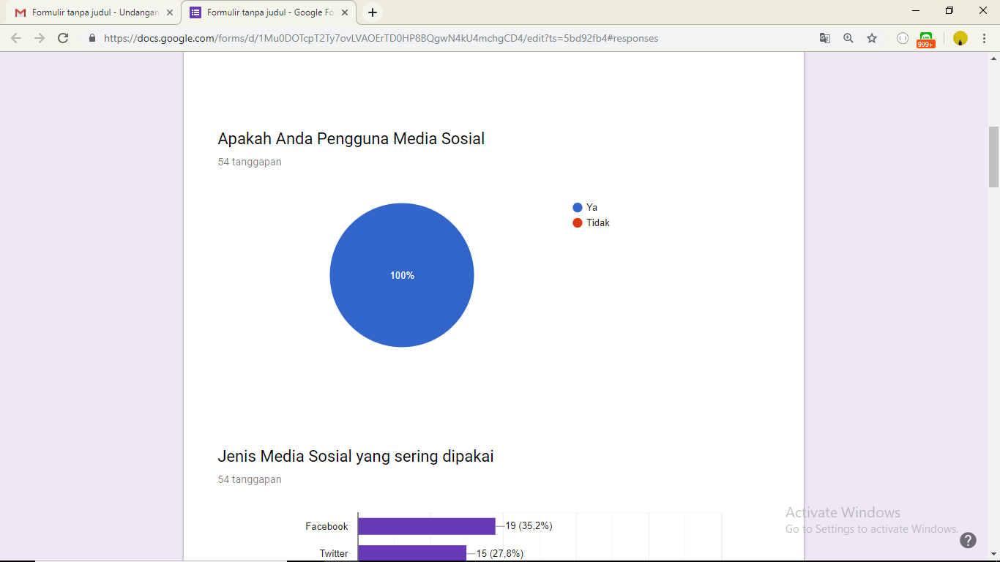 Formulir tanpa judul - Undangan
Formulir tanpa judul - Google Fo
https://docs.google.com/forms/d/1Mu0DOTcpT2Ty7ovLVAOErTD0HP8BQgwN4kU4mchgCD4/edit?ts=5bd92fb4#responses
999+
Apakah Anda Pengguna Media Sosial
54 tanggapan
Ya
Tidak
100%
Jenis Media Sosial yang sering dipakai
54 tanggapan
Facebook 19 (35,2%)
Twitter 15 (27,8%)
Activate Windows
Go to Settings to activate Windows.